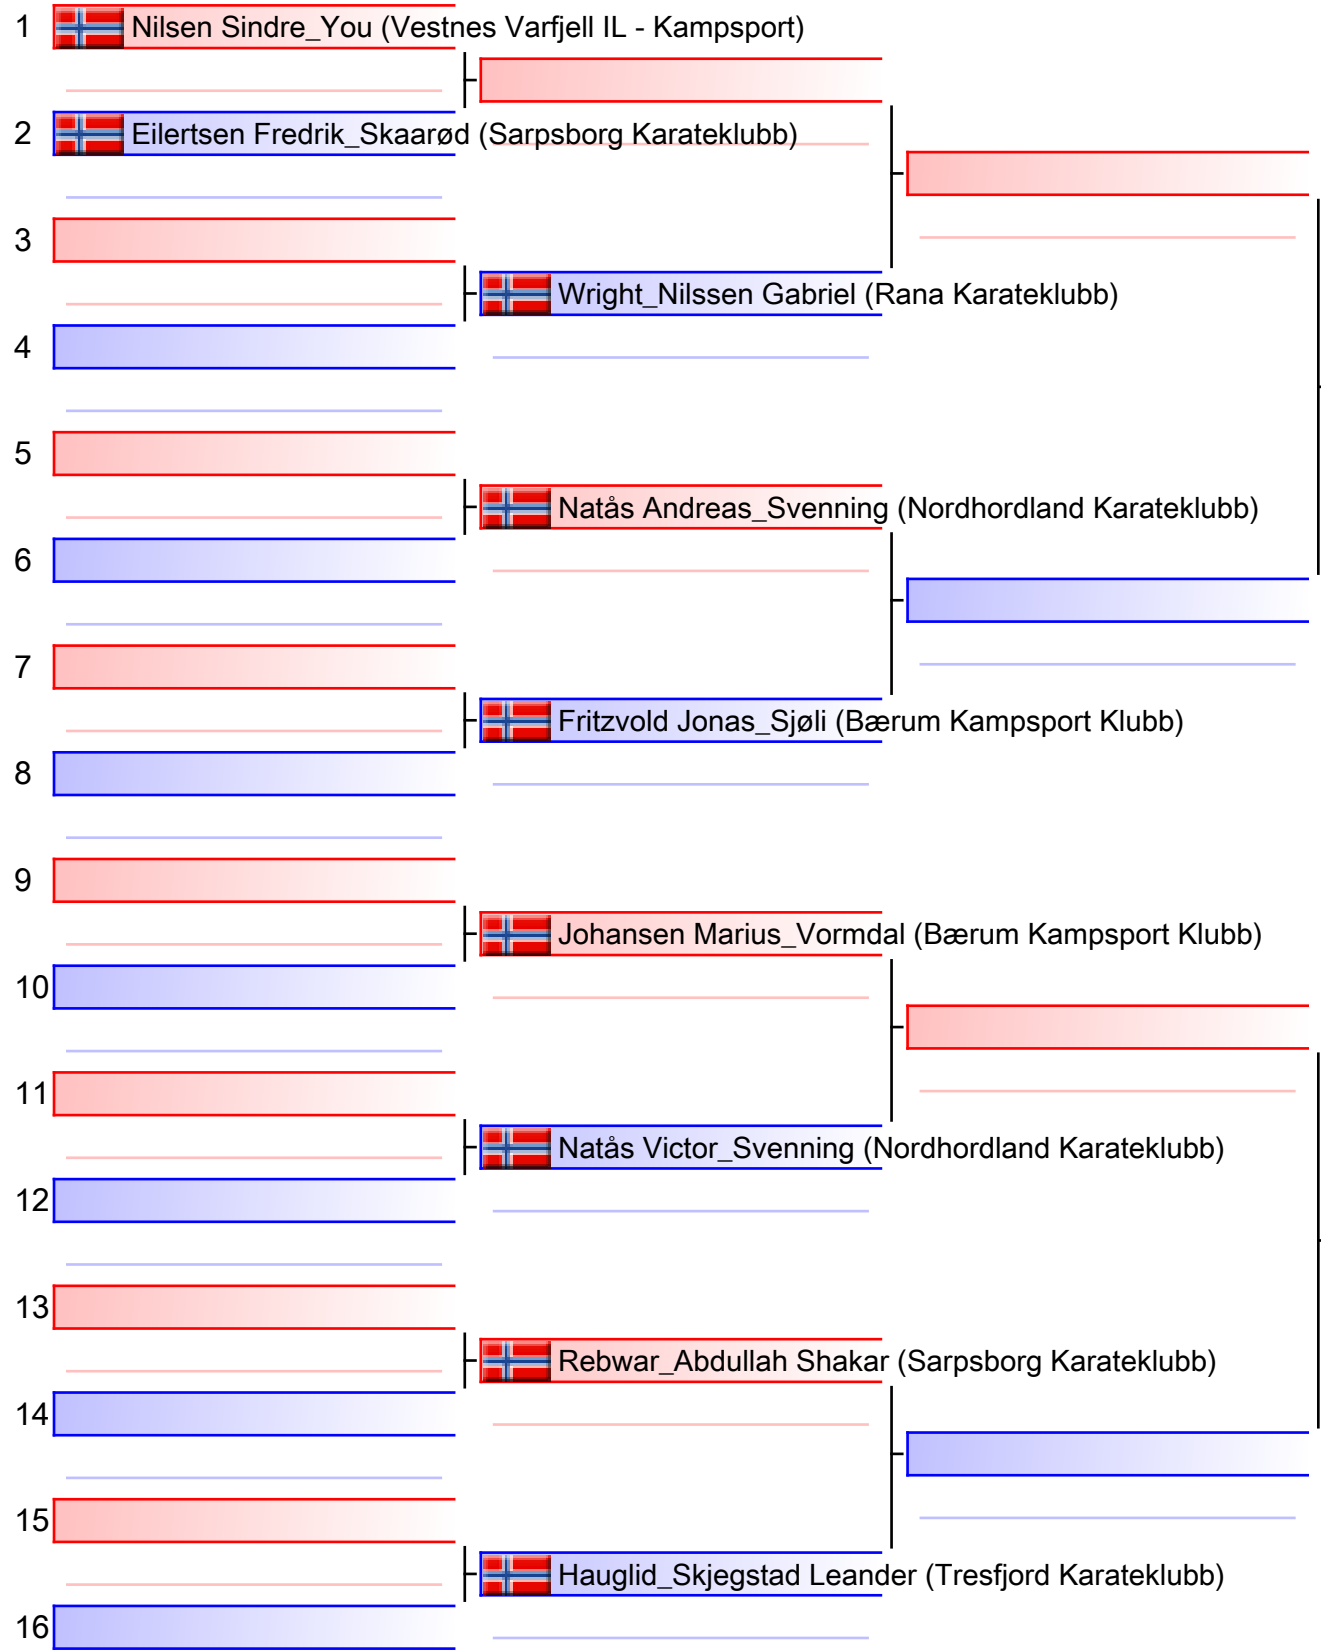 1 Nilsen Sindre_You (Vestnes Varfjell IL - Kampsport)
2 Eilertsen Fredrik_Skaarød (Sarpsborg Karateklubb)
3
Wright_Nilssen Gabriel (Rana Karateklubb)
4
5
Natås Andreas_Svenning (Nordhordland Karateklubb)
6
7
Fritzvold Jonas_Sjøli (Bærum Kampsport Klubb)
8
9
Johansen Marius_Vormdal (Bærum Kampsport Klubb)
10
11
Natås Victor_Svenning (Nordhordland Karateklubb)
12
13
Rebwar_Abdullah Shakar (Sarpsborg Karateklubb)
14
15
Hauglid_Skjegstad Leander (Tresfjord Karateklubb)
16